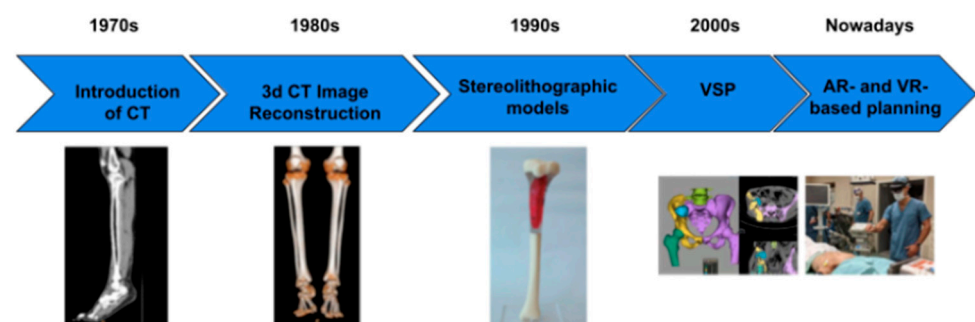 1970s
1980s
1990s
2000s
Nowadays
Introduction
of CT
3d CT Image
Reconstruction
Stereolithographic
models
VSP
AR- and VR-
based planning